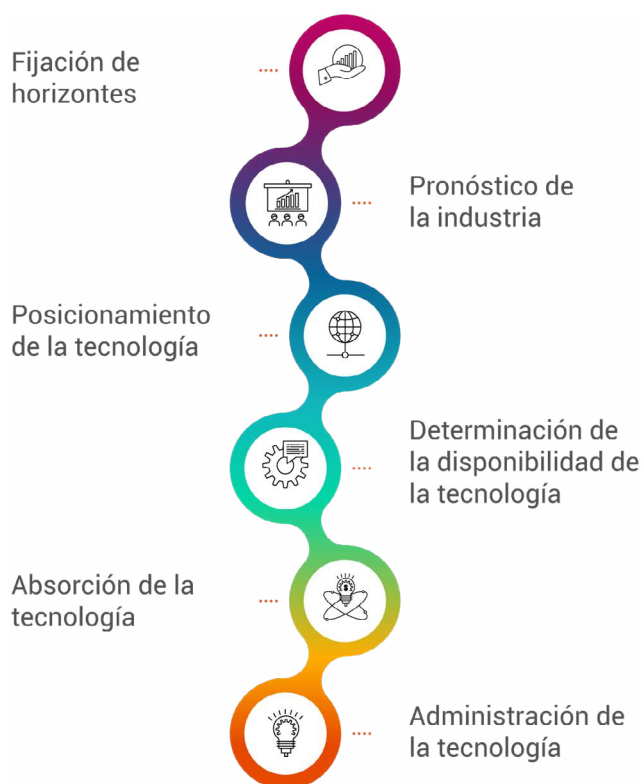 Fijación de
horizontes
Pronóstico de
la industria
Posicionamiento
de la tecnología
Determinación de
la disponibilidad de
la tecnología
Absorción de la
tecnología
Administración de
la tecnología